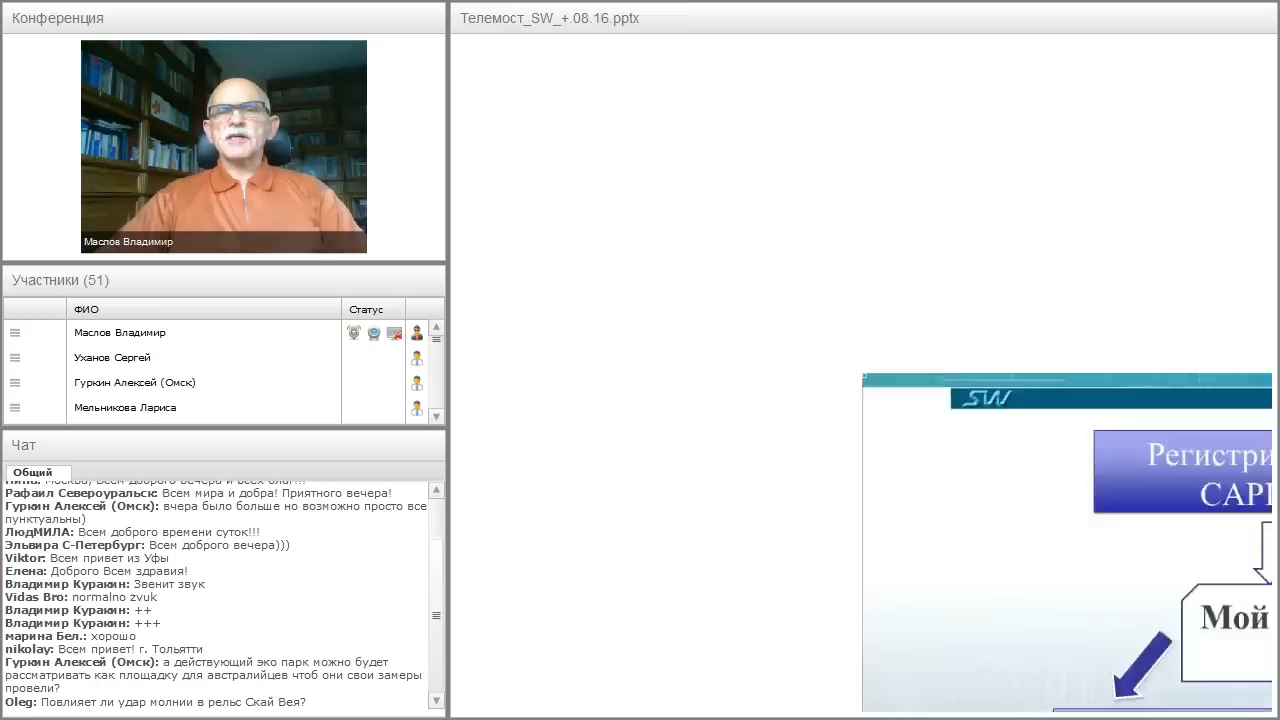 Конференция
Маслов Владимир
Участники (51)
ФИО
Статус
Маслов Владимир
Уханов Сергей
Гуркин Алексей (Омск)
Мельникова Лариса
Чат
Общий
Рафаил Североуральск: Всем мира и добра! Приятного вечера!
Гуркин Алексей (Омск): вчера было больше но возможно просто все
пунктуальны)
ЛюдМИЛА: Всем доброго времени суток!!!
Эльвира С-Петербург: Всем доброго вечера)))
Viktor: Всем привет из Уфы
Елена: Доброго Всем здравия!
Владимир Куракин: Звенит звук
Vidas Bro: normalno zvuk
Владимир Куракин: ++
Владимир Куракин: +++
марина Бел.: хорошо
nikolay: Всем привет! г. Тольятти
Гуркин Алексей (Омск): а действующий эко парк можно будет
рассматривать как площадку для австралийцев чтоб они свои замеры
провели?
Oleg: Повлияет ли удар молнии в рельс Скай Вея?
Телемост_SW_+.08.16.pptx
SW
Регистри
CAPI
Мой